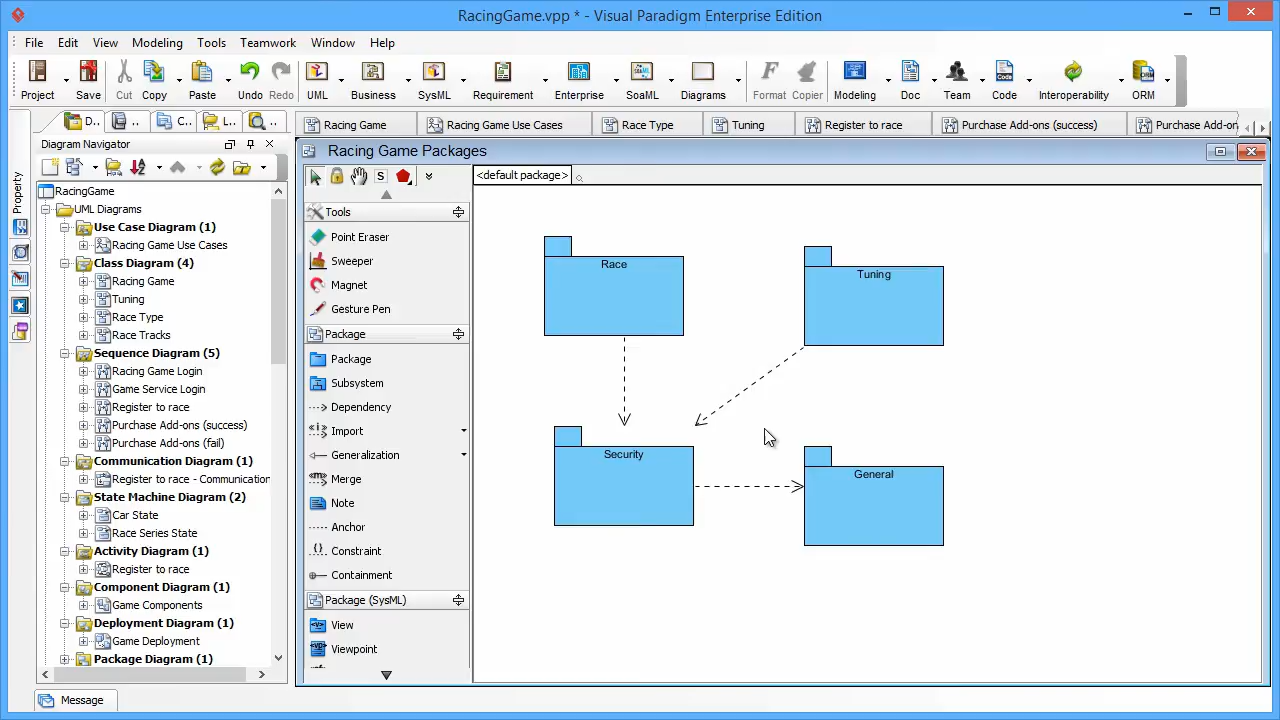 RacingGame.vpp * - Visual Paradigm Enterprise Edition
File Edit View Modeling Tools Teamwork Window Help
Project Save Cut Copy Paste Undo Redo UML Business SysML Requirement Enterprise SoaML Diagrams Format Copier Modeling Doc Team Code Interoperability ORM
D... ... C... L... ...
Racing Game Racing Game Use Cases Race Type Tuning Register to race Purchase Add-ons (success) Purchase Add-on
Diagram Navigator
Property
RacingGame
UML Diagrams
Use Case Diagram (1)
Racing Game Use Cases
Class Diagram (4)
Racing Game
Tuning
Race Type
Race Tracks
Sequence Diagram (5)
Racing Game Login
Game Service Login
Register to race
Purchase Add-ons (success)
Purchase Add-ons (fail)
Communication Diagram (1)
Register to race - Communication
State Machine Diagram (2)
Car State
Race Series State
Activity Diagram (1)
Register to race
Component Diagram (1)
Game Components
Deployment Diagram (1)
Game Deployment
Package Diagram (1)
Racing Game Packages
S
<default package>
Tools
Point Eraser
Sweeper
Magnet
Gesture Pen
Package
Package
Subsystem
Dependency
Import
Generalization
Merge
Note
Anchor
Constraint
Containment
Package (SysML)
View
Viewpoint
Race
Tuning
Security
General
Message